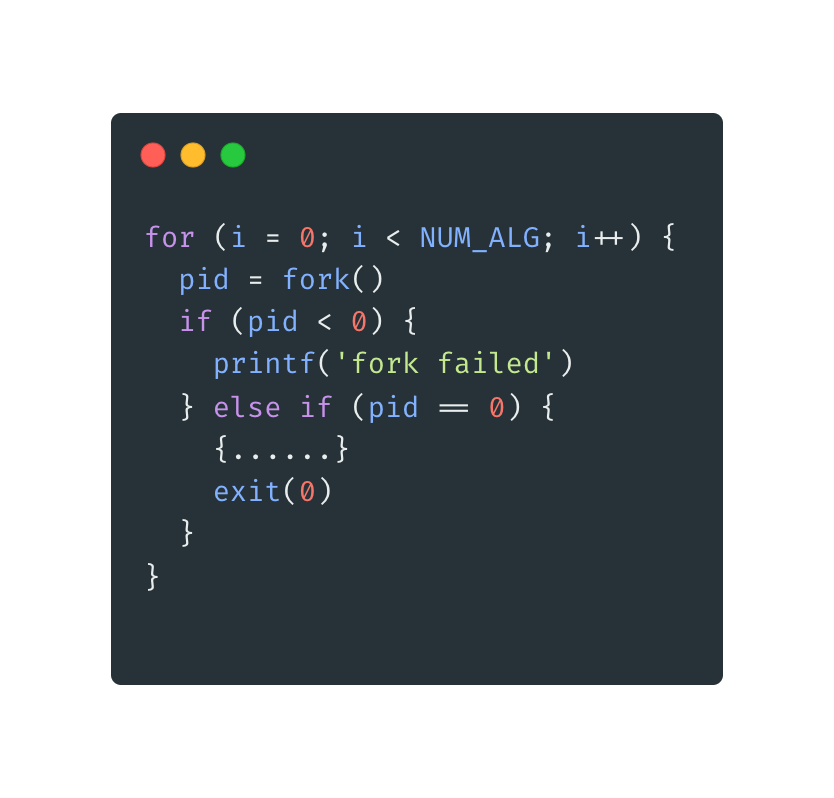 for (i = 0; i < NUM_ALG; i++) {
  pid = fork()
  if (pid < 0) {
    printf('fork failed')
  } else if (pid == 0) {
    {......}
    exit(0)
  }
}